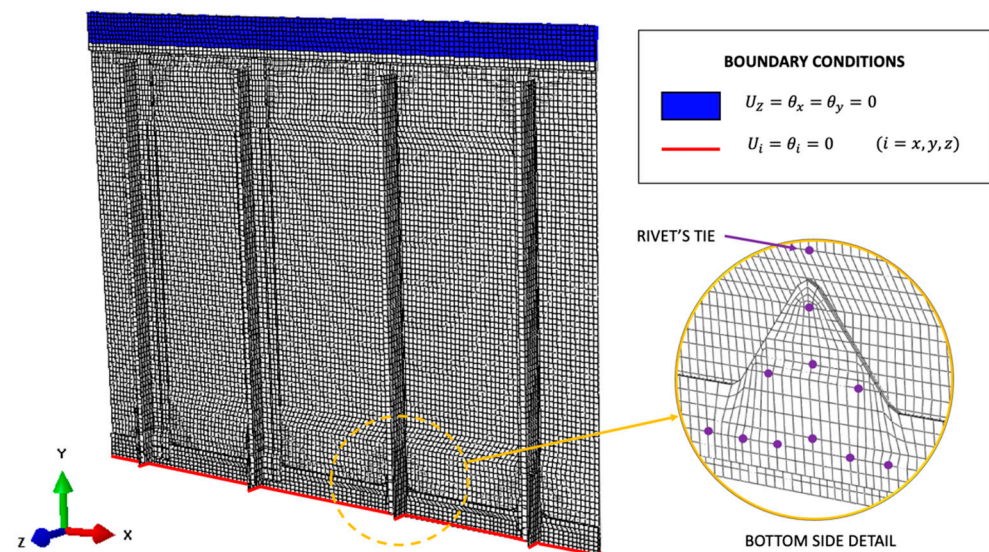 BOUNDARY CONDITIONS
U_Z = θ_x = θ_y = 0
U_i = θ_i = 0 (i = x, y, z)
RIVET'S TIE
Y
Z
X
BOTTOM SIDE DETAIL